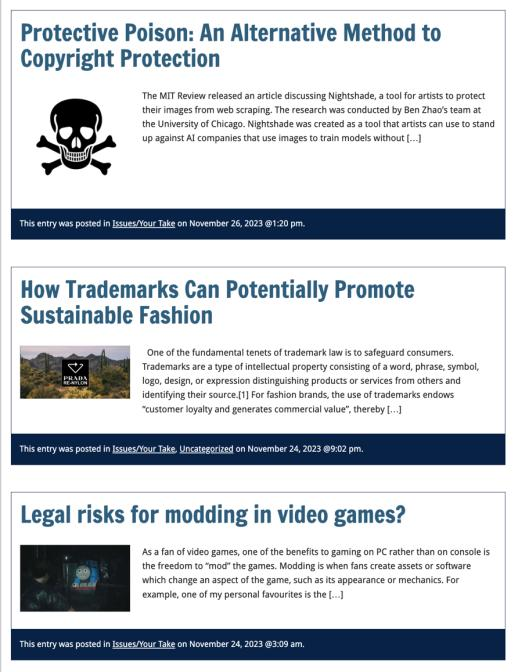 Protective Poison: An Alternative Method to
Copyright Protection
The MIT Review released an article discussing Nightshade, a tool for artists to protect
their images from web scraping. The research was conducted by Ben Zhao’s team at
the University of Chicago. Nightshade was created as a tool that artists can use to stand
up against AI companies that use images to train models without […]
This entry was posted in Issues/Your Take on November 26, 2023 @1:20 pm.
How Trademarks Can Potentially Promote
Sustainable Fashion
PRADA
RE-NYLON
One of the fundamental tenets of trademark law is to safeguard consumers.
Trademarks are a type of intellectual property consisting of a word, phrase, symbol,
logo, design, or expression distinguishing products or services from others and
identifying their source.[1] For fashion brands, the use of trademarks endows
“customer loyalty and generates commercial value”, thereby […]
This entry was posted in Issues/Your Take, Uncategorized on November 24, 2023 @9:02 pm.
Legal risks for modding in video games?
As a fan of video games, one of the benefits to gaming on PC rather than on console is
the freedom to “mod” the games. Modding is when fans create assets or software
which change an aspect of the game, such as its appearance or mechanics. For
example, one of my personal favourites is the […]
This entry was posted in Issues/Your Take on November 24, 2023 @3:09 am.